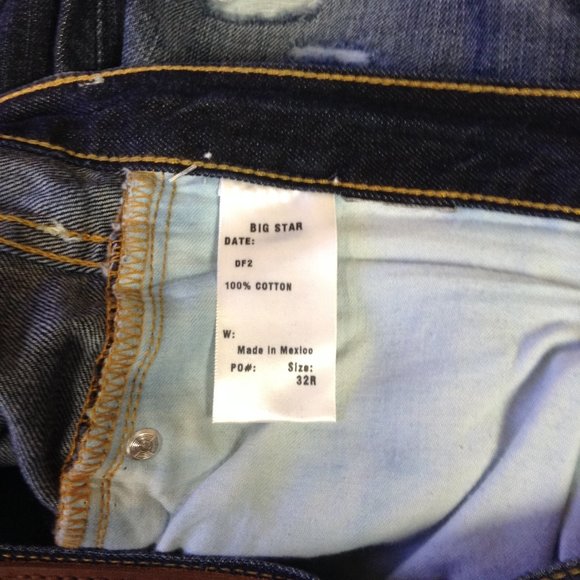 BIG STAR
DATE:
DF2
100% COTTON
W:
Made in Mexico
PO#: Size:
32R